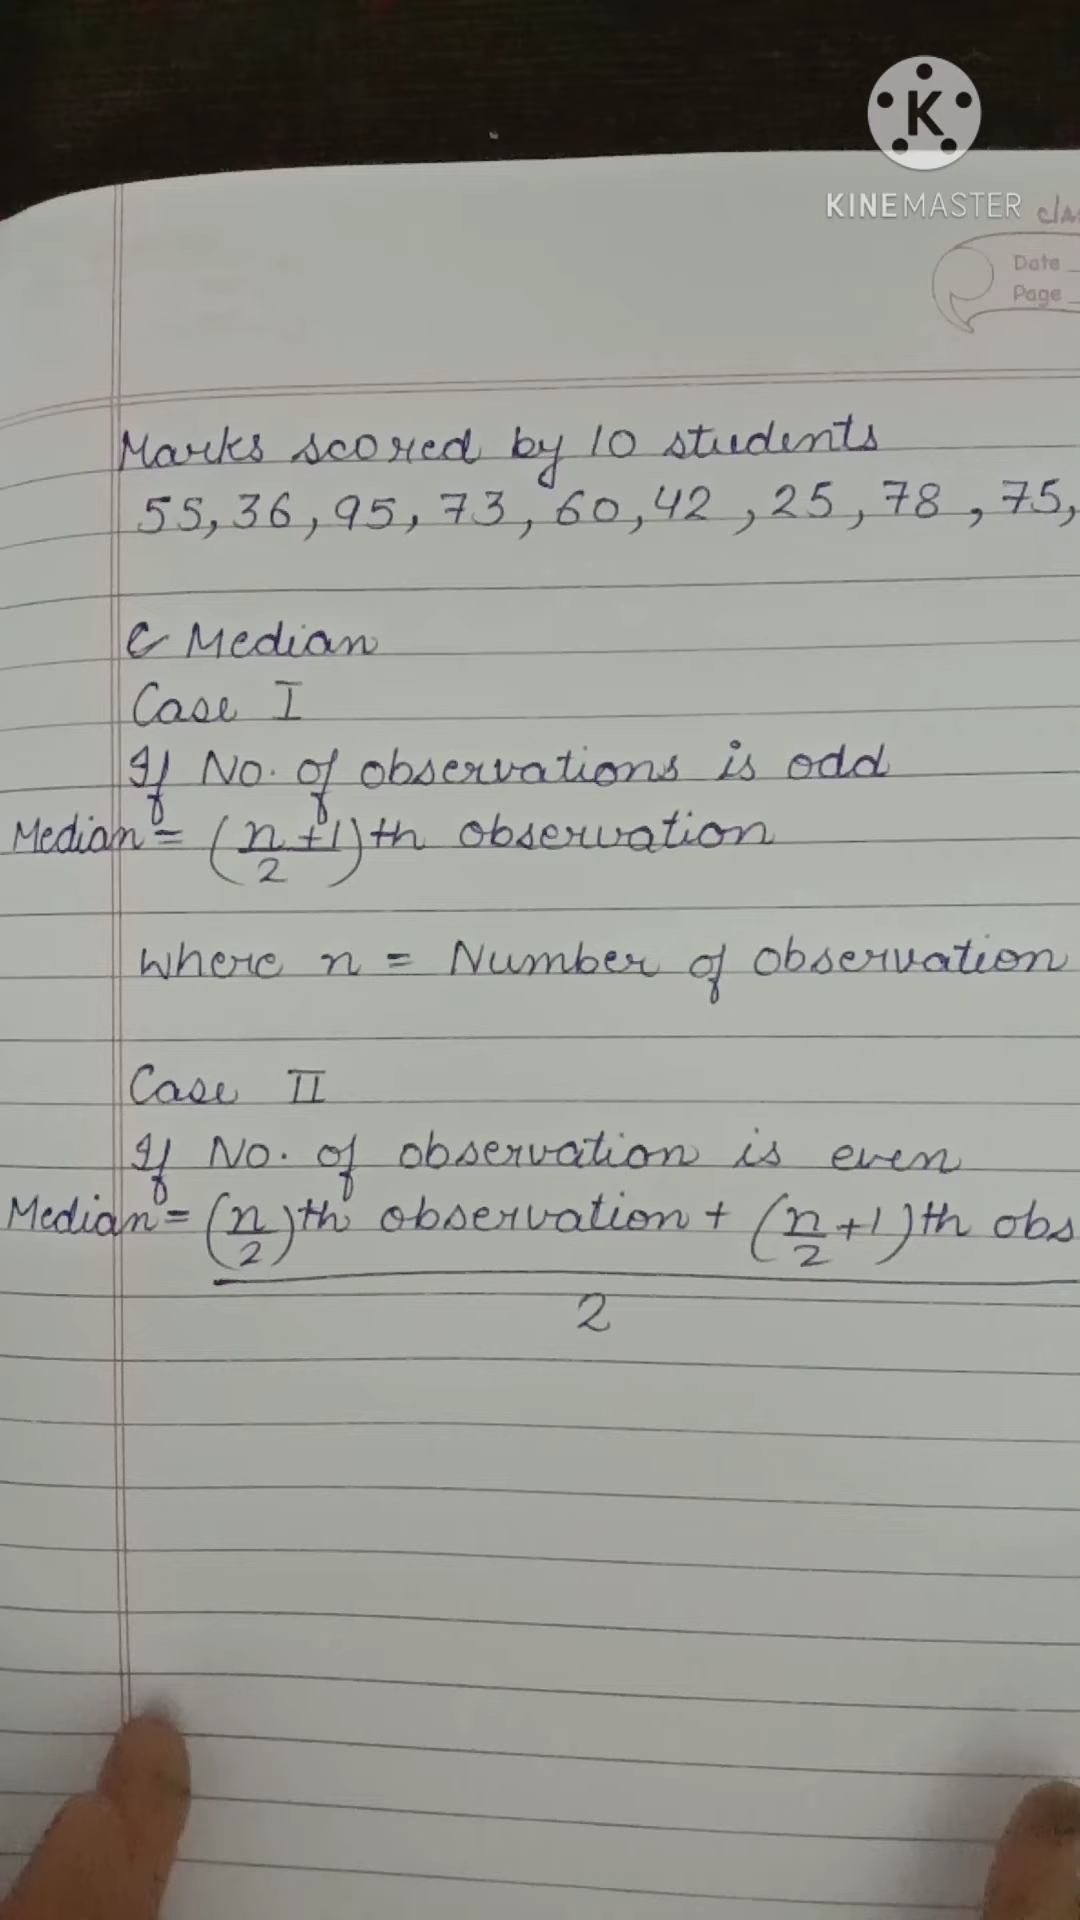 KINEMASTER
Date
Page
Marks scored by 10 students
55, 36, 95, 73, 60, 42, 25, 78, 75,
C Median
Case I
If No. of observations is odd
Median = (n+1/2)th observation
where n = Number of observation
Case II
If No. of observation is even
Median = (n/2)th observation + (n/2+1)th obs
2